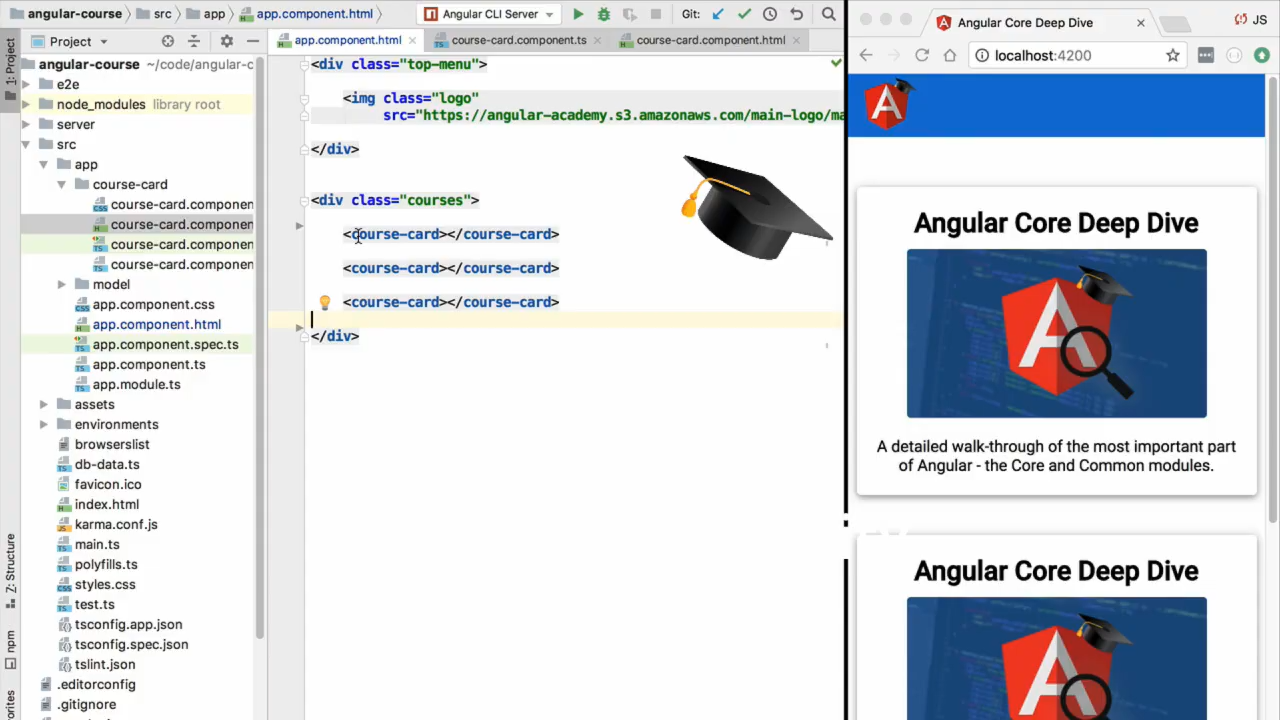 angular-course
src
app
app.component.html
Angular CLI Server
Git:
Project
app.component.html
course-card.component.ts
course-card.component.html
Angular Core Deep Dive
JS
localhost:4200
1: Project
Z: Structure
npm
angular-course ~/code/angular-c
e2e
node_modules library root
server
src
app
course-card
course-card.componen
course-card.componen
course-card.componen
course-card.componen
model
app.component.css
app.component.html
app.component.spec.ts
app.component.ts
app.module.ts
assets
environments
browserslist
db-data.ts
favicon.ico
index.html
karma.conf.js
main.ts
polyfills.ts
styles.css
test.ts
tsconfig.app.json
tsconfig.spec.json
tslint.json
.editorconfig
.gitignore
<div class="top-menu">
<img class="logo"
src="https://angular-academy.s3.amazonaws.com/main-logo/ma
</div>
<div class="courses">
<course-card></course-card>
<course-card></course-card>
<course-card></course-card>
</div>
Angular Core Deep Dive
A detailed walk-through of the most important part
of Angular - the Core and Common modules.
Angular Core Deep Dive